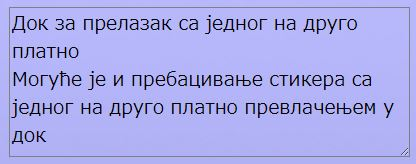 Док за прелазак са једног на друго
платно
Могуће је и пребацивање стикера са
једног на друго платно превлачењем у
док